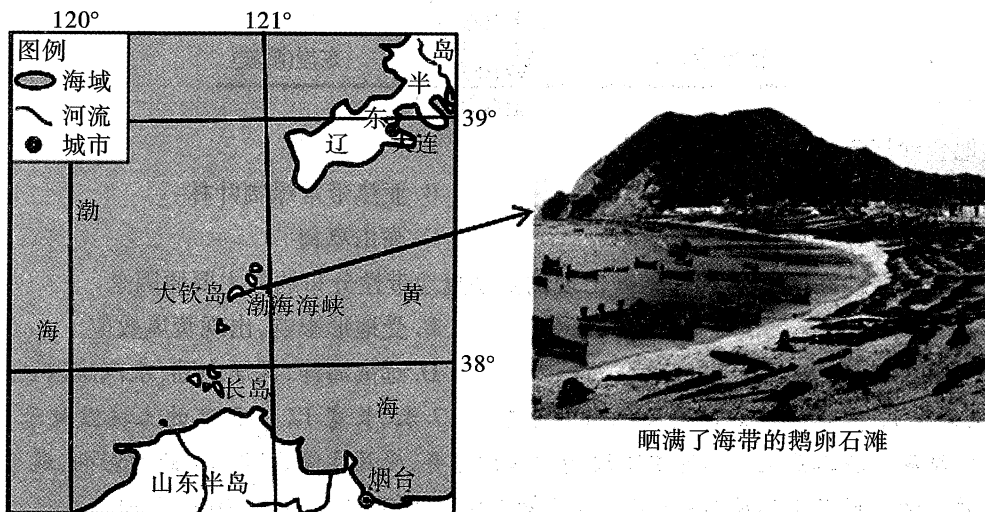 120°
121°
图例
海域
河流
城市
岛
半
东
辽
大连
39°
渤
海
大钦岛
渤海海峡
黄
海
38°
长岛
山东半岛
烟台
晒满了海带的鹅卵石滩